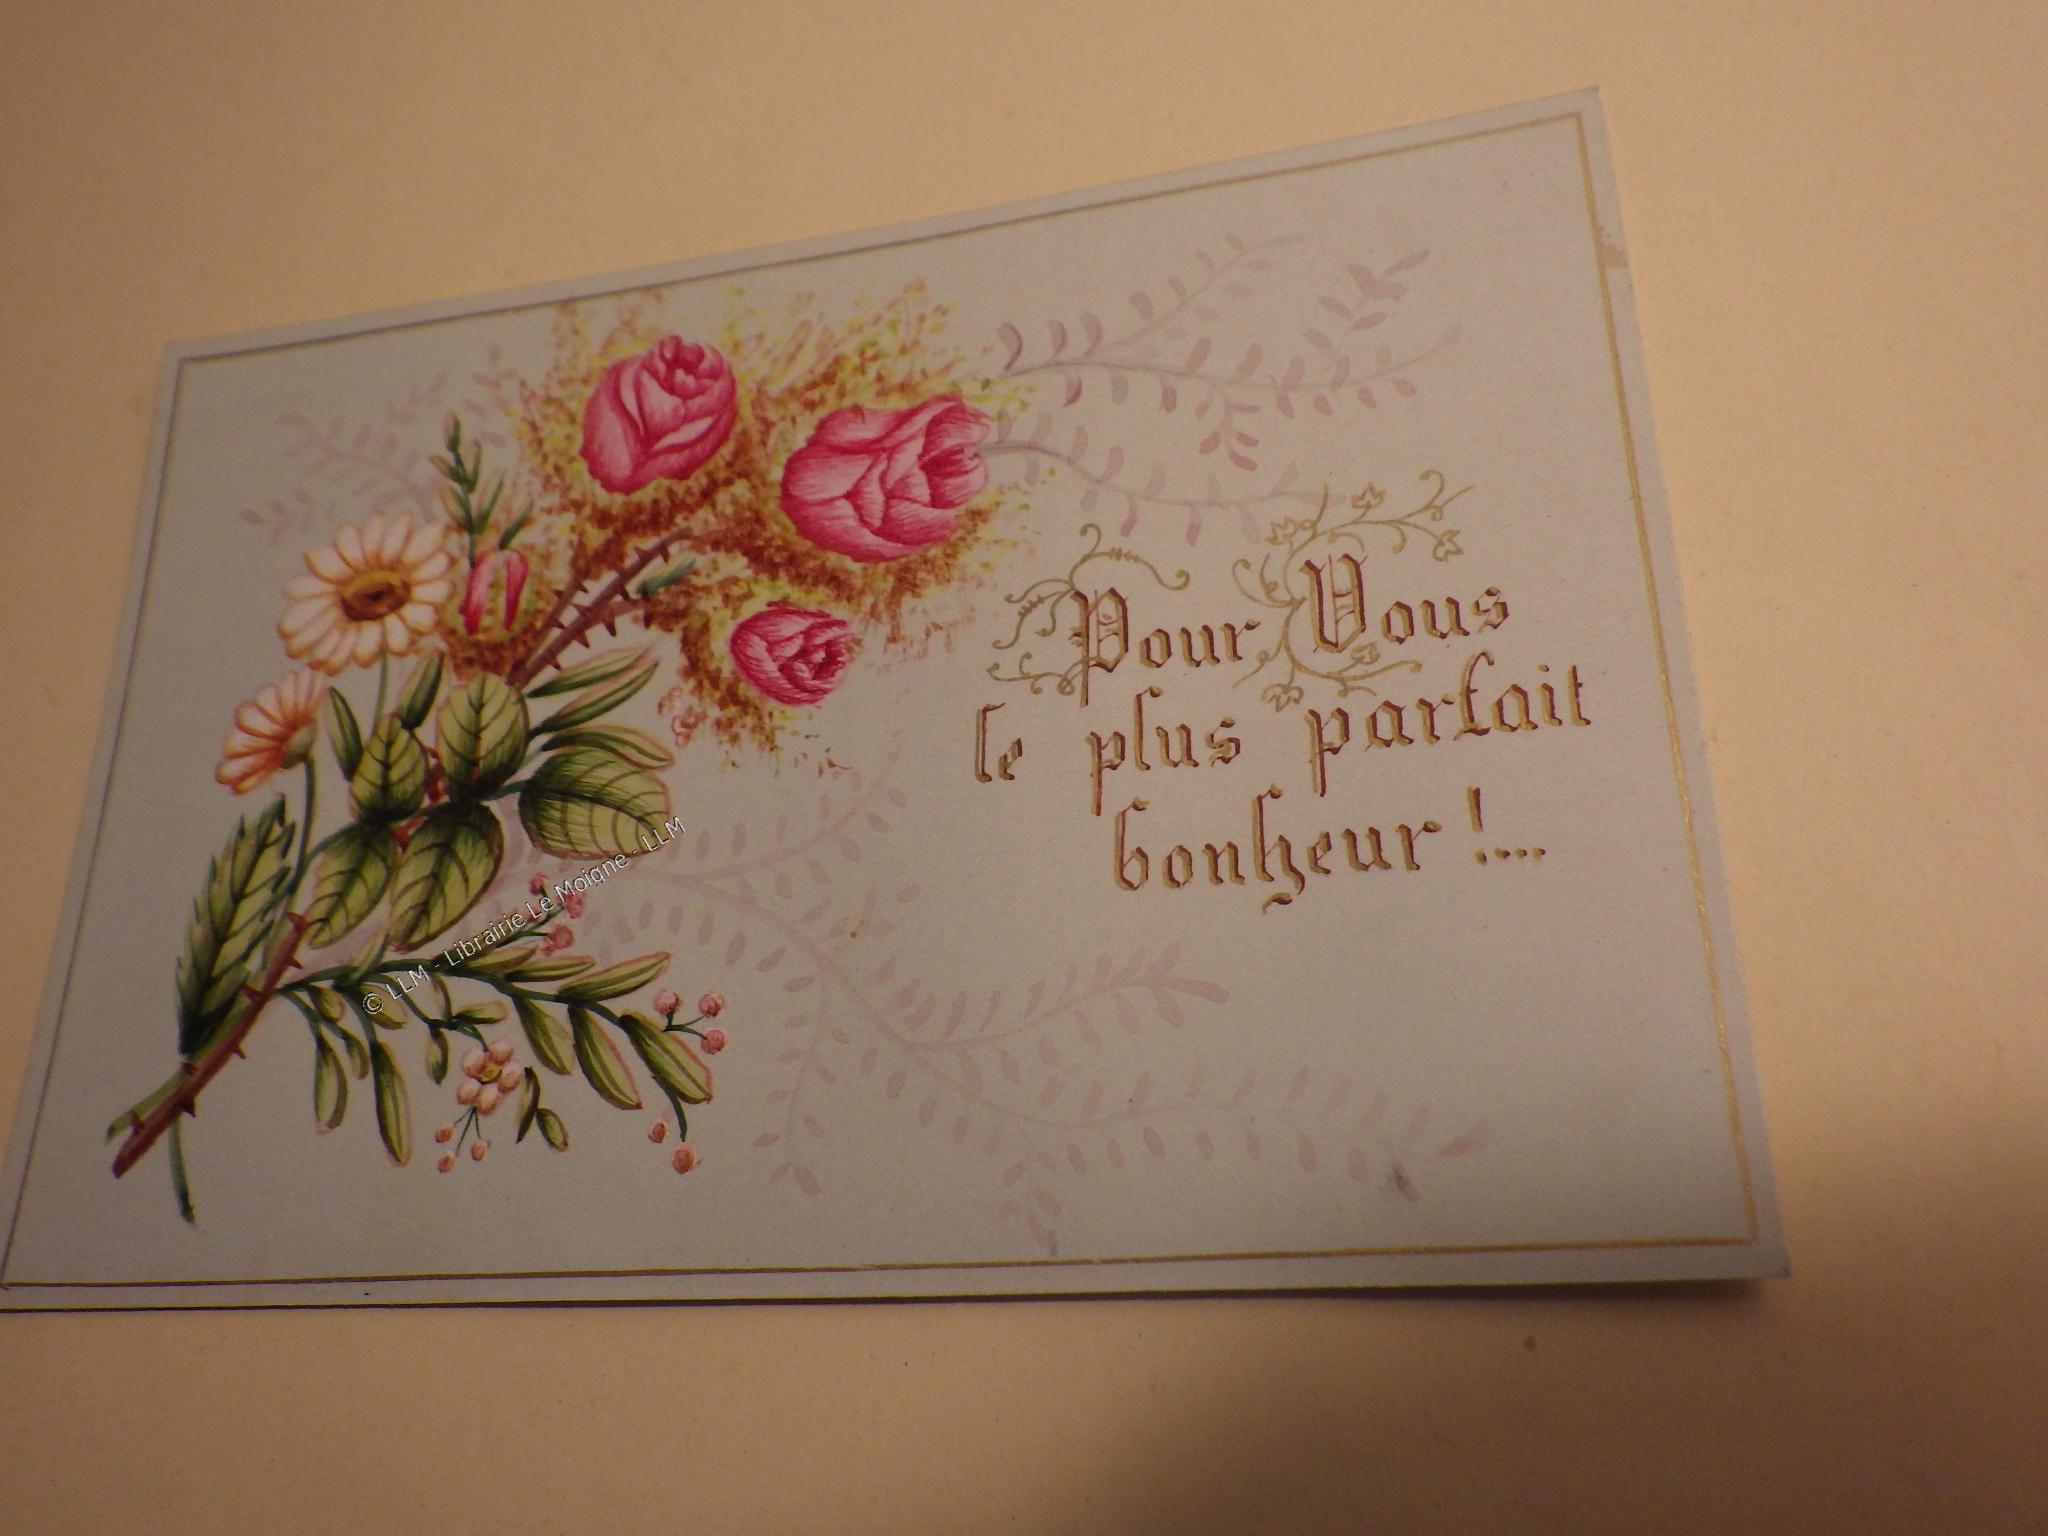 Pour Vous
le plus parfait
bonheur !....
© LLM - Librairie Le Moigne - LLM